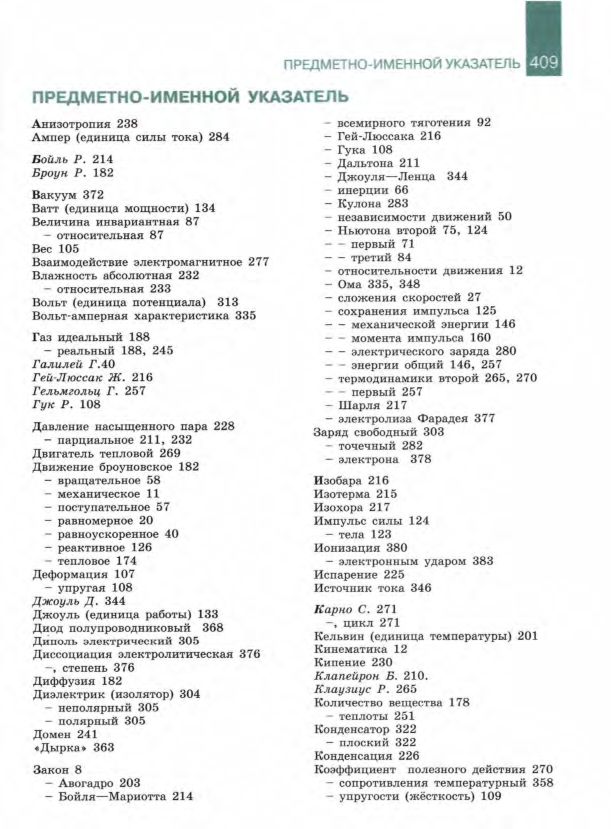 ПРЕДМЕТНО-ИМЕННОЙ УКАЗАТЕЛЬ 409
ПРЕДМЕТНО-ИМЕННОЙ УКАЗАТЕЛЬ
Анизотропия 238
Ампер (единица силы тока) 284
Бойль Р. 214
Броун Р. 182
Вакуум 372
Ватт (единица мощности) 134
Величина инвариантная 87
– относительная 87
Вес 105
Взаимодействие электромагнитное 277
Влажность абсолютная 232
– относительная 233
Вольт (единица потенциала) 313
Вольт-амперная характеристика 335
Газ идеальный 188
– реальный 188, 245
Галилей Г.40
Гей-Люссак Ж. 216
Гельмгольц Г. 257
Гук Р. 108
Давление насыщенного пара 228
– парциальное 211, 232
Двигатель тепловой 269
Движение броуновское 182
– вращательное 58
– механическое 11
– поступательное 57
– равномерное 20
– равноускоренное 40
– реактивное 126
– тепловое 174
Деформация 107
– упругая 108
Джоуль Д. 344
Джоуль (единица работы) 133
Диод полупроводниковый 368
Диполь электрический 305
Диссоциация электролитическая 376
–, степень 376
Диффузия 182
Диэлектрик (изолятор) 304
– неполярный 305
– полярный 305
Домен 241
«Дырка» 363
Закон 8
– Авогадро 203
– Бойля—Мариотта 214
– всемирного тяготения 92
– Гей-Люссака 216
– Гука 108
– Дальтона 211
– Джоуля—Ленца 344
– инерции 66
– Кулона 283
– независимости движений 50
– Ньютона второй 75, 124
– – первый 71
– – третий 84
– относительности движения 12
– Ома 335, 348
– сложения скоростей 27
– сохранения импульса 125
– – механической энергии 146
– – момента импульса 160
– – электрического заряда 280
– – энергии общий 146, 257
– термодинамики второй 265, 270
– – первый 257
– Шарля 217
– электролиза Фарадея 377
Заряд свободный 303
– точечный 282
– электрона 378
Изобара 216
Изотерма 215
Изохора 217
Импульс силы 124
– тела 123
Ионизация 380
– электронным ударом 383
Испарение 225
Источник тока 346
Карно С. 271
–, цикл 271
Кельвин (единица температуры) 201
Кинематика 12
Кипение 230
Клапейрон Б. 210.
Клаузиус Р. 265
Количество вещества 178
– теплоты 251
Конденсатор 322
– плоский 322
Конденсация 226
Коэффициент полезного действия 270
– сопротивления температурный 358
– упругости (жёсткость) 109